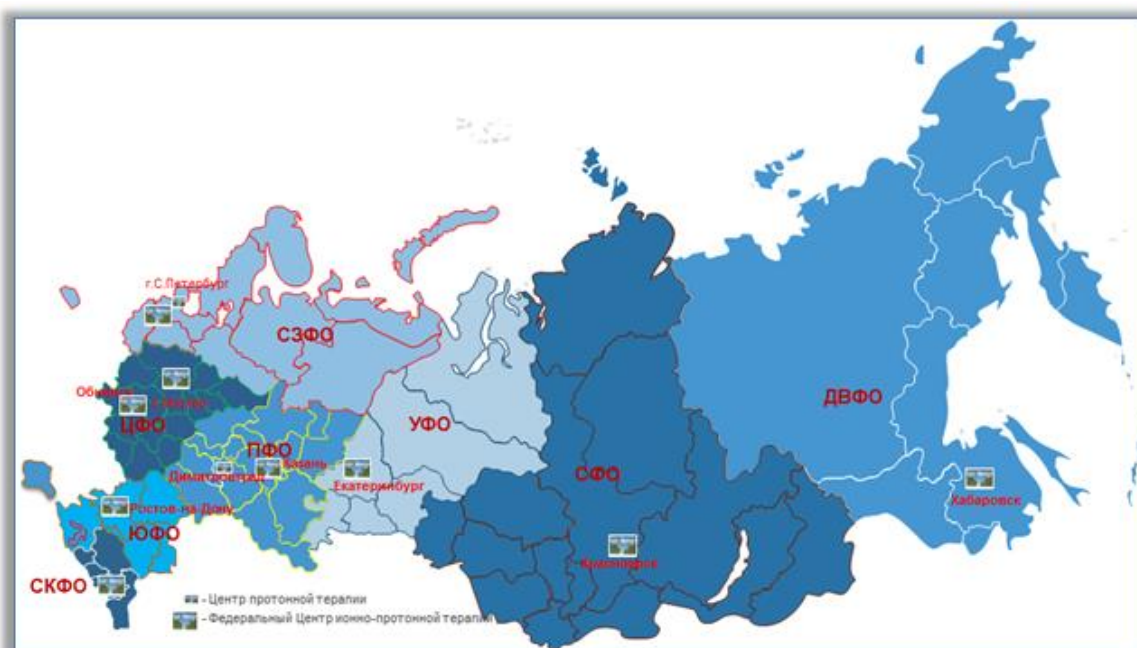 г.С.Петербург
СЗФО
Обнинск
ЦФО
ПФО
Казань
Димитровград
УФО
Екатеринбург
ДВФО
СФО
Хабаровск
Ростов-на-Дону
ЮФО
Красноярск
СКФО
- Центр протонной терапии
- Федеральный Центр ионно-протонной терапии